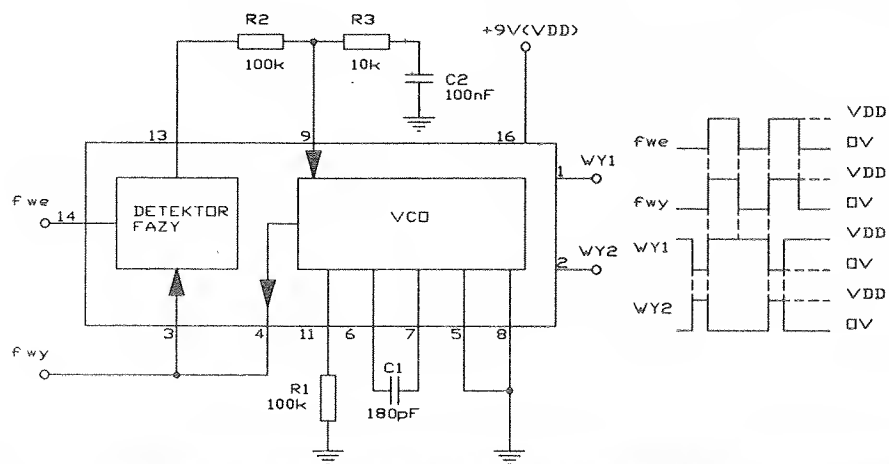 R2
100k
R3
10k
C2
100nF
+9V(VDD)
13
9
16
1
WY1
fwe
14
DETEKTOR
FAZY
VCO
2
WY2
3
4
11
6
7
5
8
fwy
R1
100k
C1
180pF
fwe
VDD
0V
fwy
VDD
0V
WY1
VDD
0V
WY2
VDD
0V